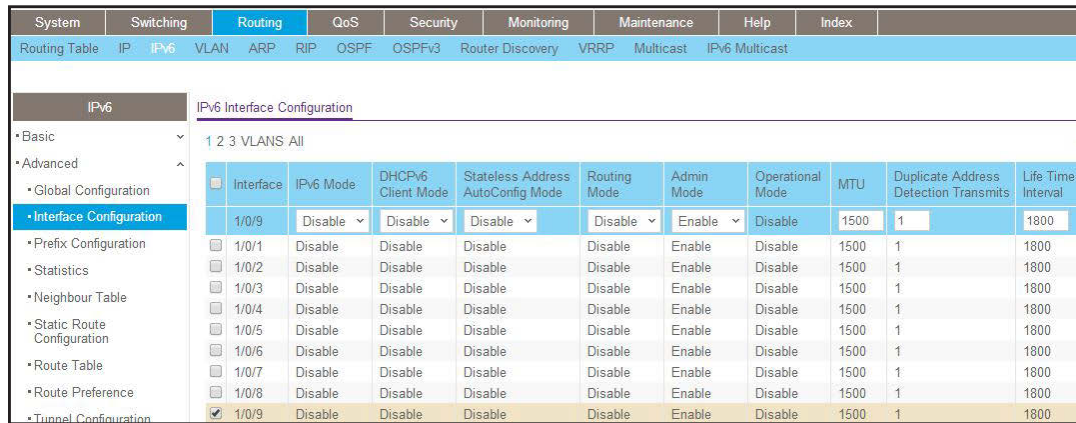 System Switching Routing QoS Security Monitoring Maintenance Help Index
Routing Table IP IPv6 VLAN ARP RIP OSPF OSPFv3 Router Discovery VRRP Multicast IPv6 Multicast
IPv6
Basic
Advanced
Global Configuration
Interface Configuration
Prefix Configuration
Statistics
Neighbour Table
Static Route
Configuration
Route Table
Route Preference
Tunnel Configuration
IPv6 Interface Configuration
1 2 3 VLANS All
Interface IPv6 Mode DHCPv6 Client Mode Stateless Address AutoConfig Mode Routing Mode Admin Mode Operational Mode MTU Duplicate Address Detection Transmits Life Time Interval
1/0/9 Disable Disable Disable Disable Enable Disable 1500 1 1800
1/0/1 Disable Disable Disable Disable Enable Disable 1500 1 1800
1/0/2 Disable Disable Disable Disable Enable Disable 1500 1 1800
1/0/3 Disable Disable Disable Disable Enable Disable 1500 1 1800
1/0/4 Disable Disable Disable Disable Enable Disable 1500 1 1800
1/0/5 Disable Disable Disable Disable Enable Disable 1500 1 1800
1/0/6 Disable Disable Disable Disable Enable Disable 1500 1 1800
1/0/7 Disable Disable Disable Disable Enable Disable 1500 1 1800
1/0/8 Disable Disable Disable Disable Enable Disable 1500 1 1800
1/0/9 Disable Disable Disable Disable Enable Disable 1500 1 1800